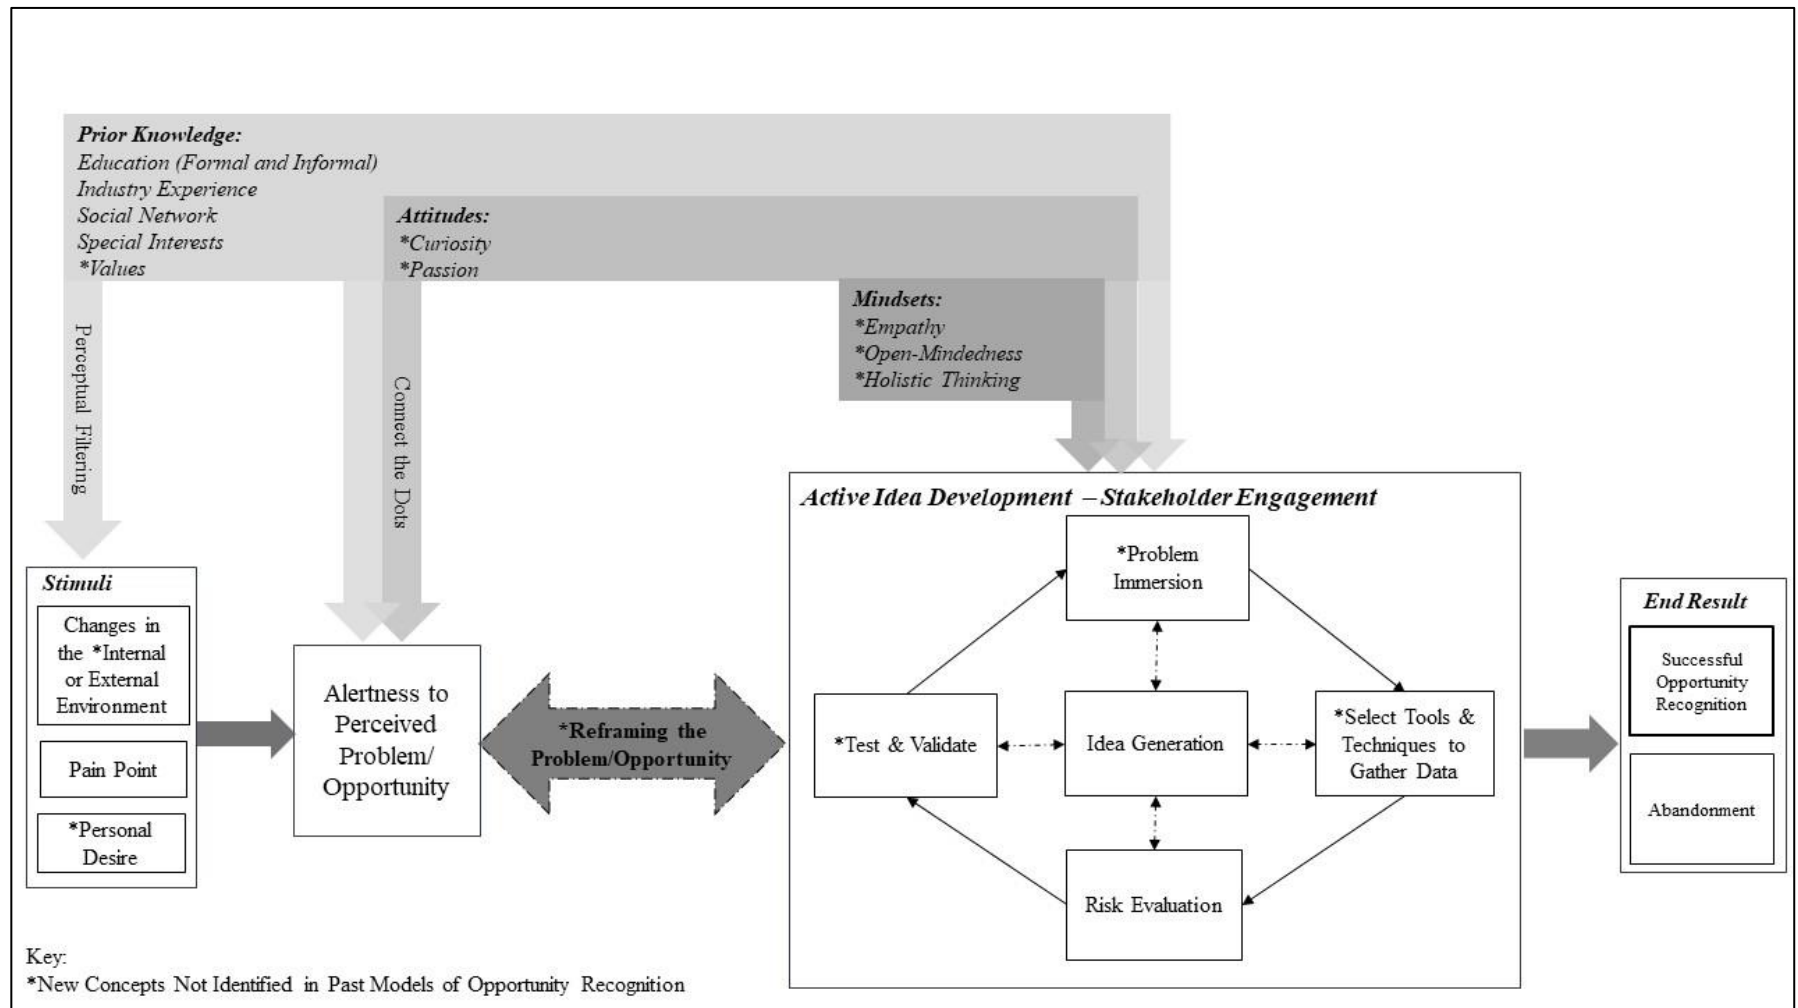 Prior Knowledge:
Education (Formal and Informal)
Industry Experience
Social Network
Special Interests
*Values
Attitudes:
*Curiosity
*Passion
Mindsets:
*Empathy
*Open-Mindedness
*Holistic Thinking
Perceptual Filtering
Connect the Dots
Stimuli
Changes in
the *Internal
or External
Environment
Pain Point
*Personal
Desire
Alertness to
Perceived
Problem/
Opportunity
*Reframing the
Problem/Opportunity
Active Idea Development – Stakeholder Engagement
*Problem
Immersion
*Test & Validate
Idea Generation
*Select Tools &
Techniques to
Gather Data
Risk Evaluation
End Result
Successful
Opportunity
Recognition
Abandonment
Key:
*New Concepts Not Identified in Past Models of Opportunity Recognition